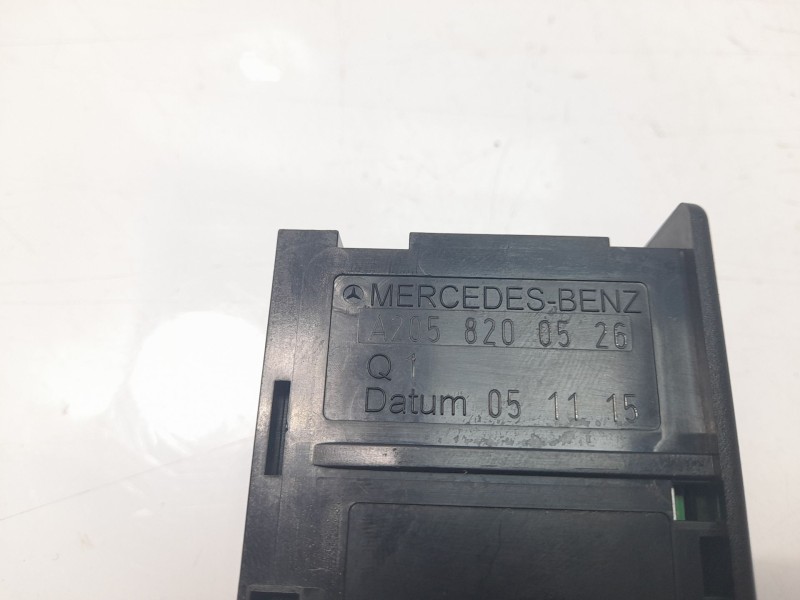 MERCEDES-BENZ
A205 820 05 26
Q 1
Datum 05 11 15